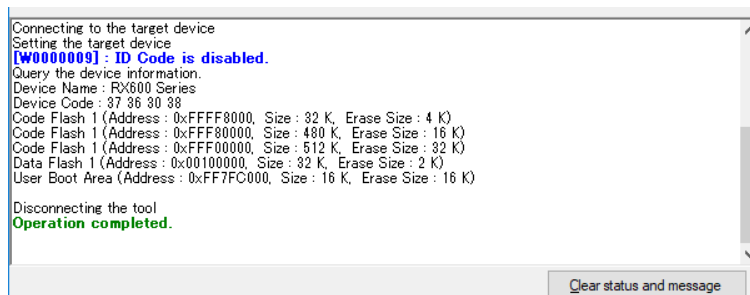 Connecting to the target device
Setting the target device
[W0000009] : ID Code is disabled.
Query the device information.
Device Name : RX600 Series
Device Code : 37 36 30 38
Code Flash 1 (Address : 0xFFFF8000, Size : 32 K, Erase Size : 4 K)
Code Flash 1 (Address : 0xFFF80000, Size : 480 K, Erase Size : 16 K)
Code Flash 1 (Address : 0xFFF00000, Size : 512 K, Erase Size : 32 K)
Data Flash 1 (Address : 0x00100000, Size : 32 K, Erase Size : 2 K)
User Boot Area (Address : 0xFF7FC000, Size : 16 K, Erase Size : 16 K)
Disconnecting the tool
Operation completed.
Clear status and message